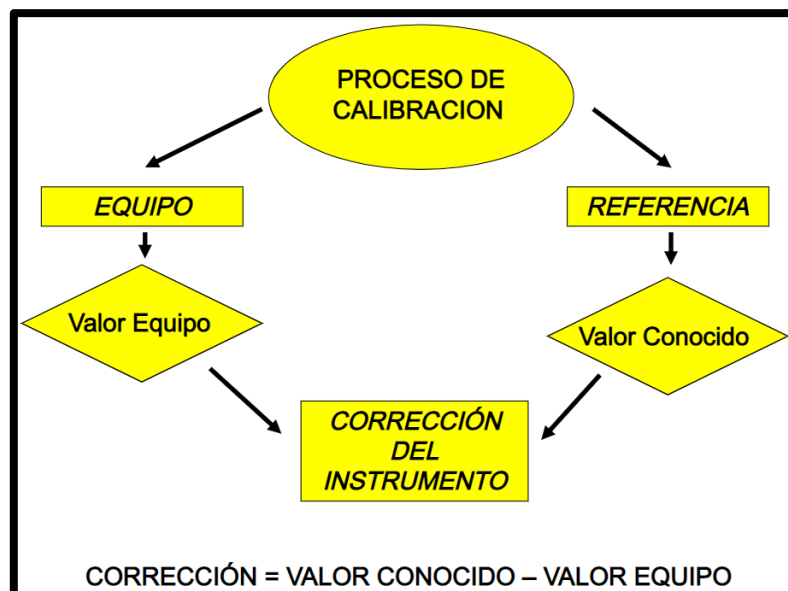 PROCESO DE
CALIBRACION
EQUIPO
REFERENCIA
Valor Equipo
Valor Conocido
CORRECCIÓN
DEL
INSTRUMENTO
CORRECCIÓN = VALOR CONOCIDO – VALOR EQUIPO